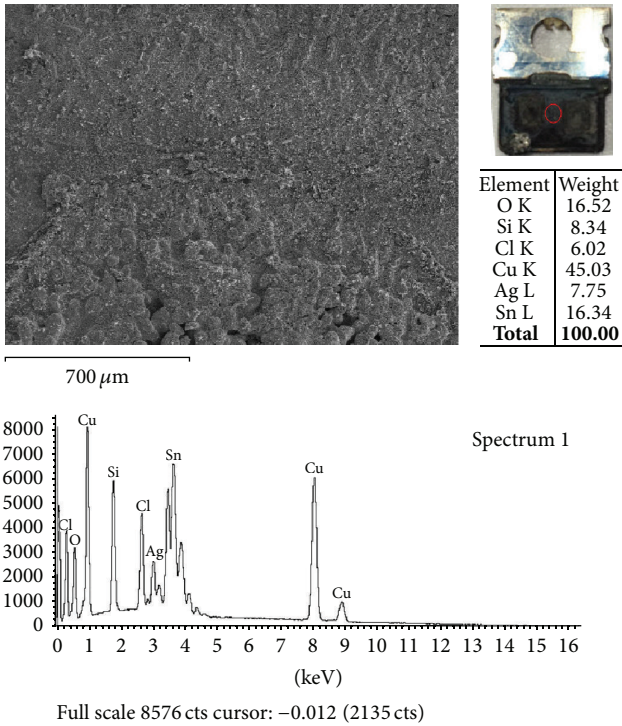 Element Weight
O K 16.52
Si K 8.34
Cl K 6.02
Cu K 45.03
Ag L 7.75
Sn L 16.34
Total 100.00
700 μm
Spectrum 1
8000
7000
6000
5000
4000
3000
2000
1000
0
Cu
Si
Cl
O
Cl
Ag
Sn
Cu
Cu
0 1 2 3 4 5 6 7 8 9 10 11 12 13 14 15 16
(keV)
Full scale 8576 cts cursor: −0.012 (2135 cts)